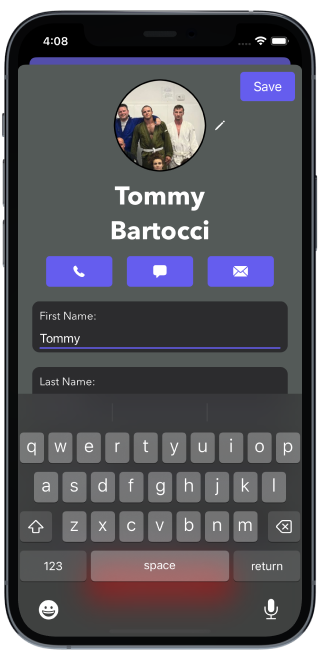 4:08
Save
Tommy
Bartocci
First Name:
Tommy
Last Name:
q w e r t y u i o p
a s d f g h j k l
z x c v b n m
123 space return